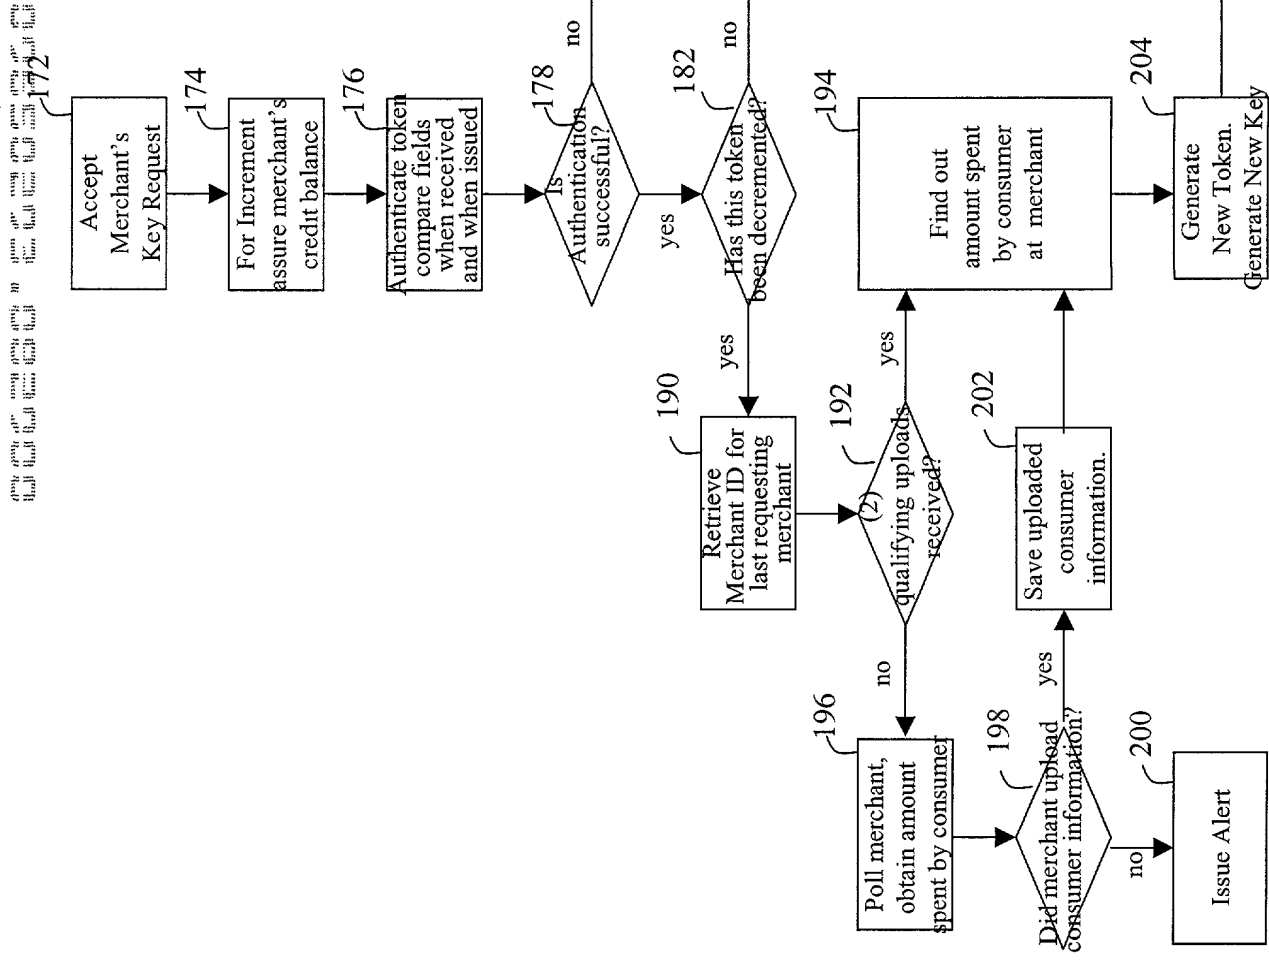 172
Accept
Merchant's
Key Request
174
For Increment
assure merchant's
credit balance
176
Authenticate token
compare fields
when received
and when issued
178
Is
Authentication
successful?
no
yes
182
Has this token
been decremented?
no
yes
190
Retrieve
Merchant ID for
last requesting
merchant
192
(2)
qualifying uploads
received?
yes
no
194
Find out
amount spent
by consumer
at merchant
196
Poll merchant,
obtain amount
spent by consumer
198
Did merchant upload
consumer information?
yes
no
202
Save uploaded
consumer
information.
200
Issue Alert
204
Generate
New Token.
Generate New Key